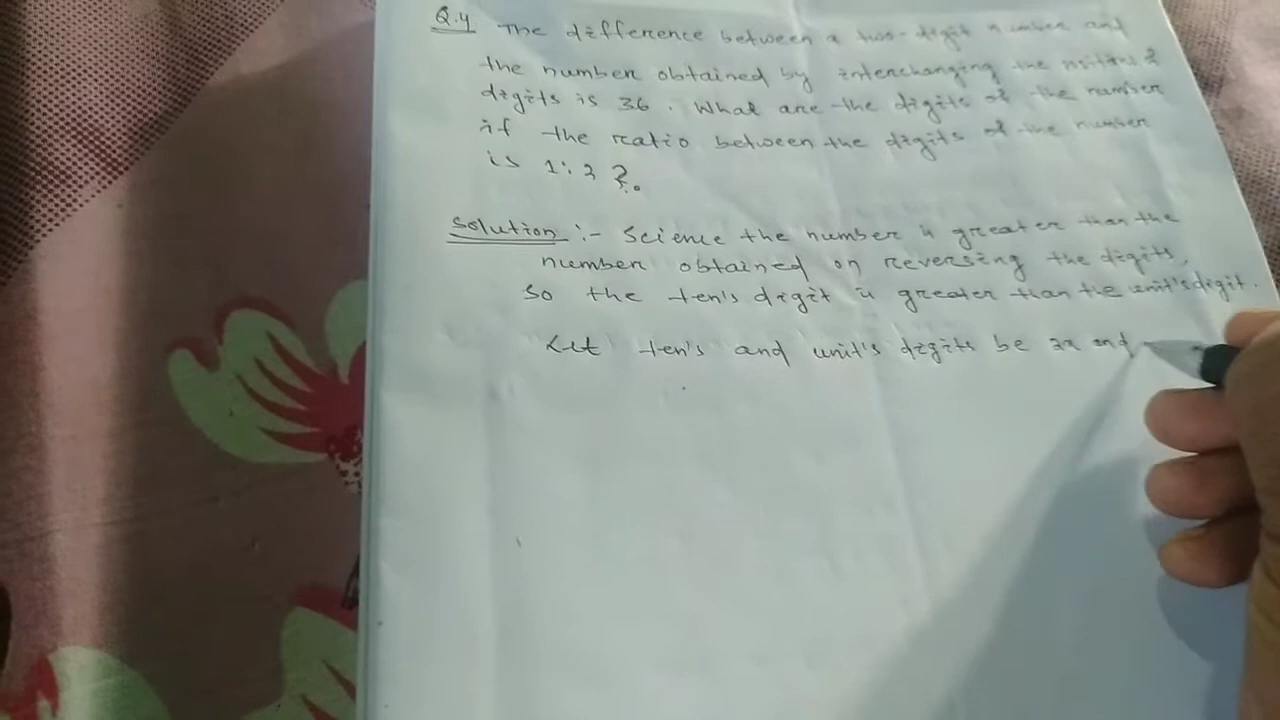 Q.4 The difference between a two-digit number and
the number obtained by interchanging the
digits is 36. What are the digits of the number
if the ratio between the digits of the number
is 1:2 ?.
Solution :- Science the number is greater than the
number obtained on reversing the digits,
So the ten's digit is greater than the unit's digit.
Let ten's and unit's digits be 2x and